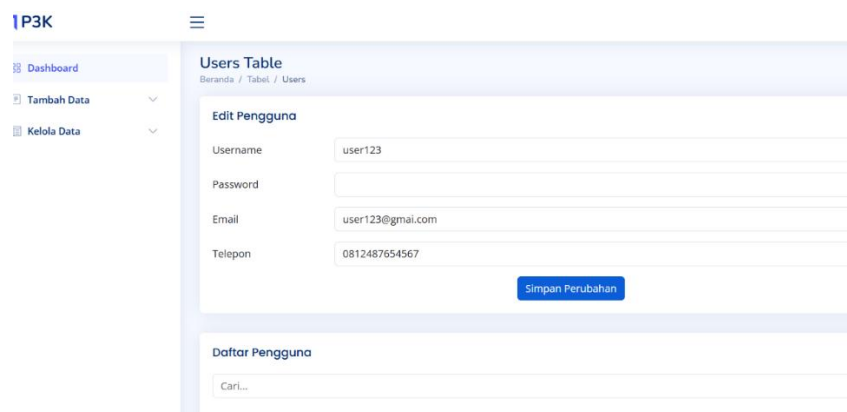 P3K
Dashboard
Tambah Data
Kelola Data
Users Table
Beranda / Tabel / Users
Edit Pengguna
Username user123
Password
Email user123@gmai.com
Telepon 0812487654567
Simpan Perubahan
Daftar Pengguna
Cari...